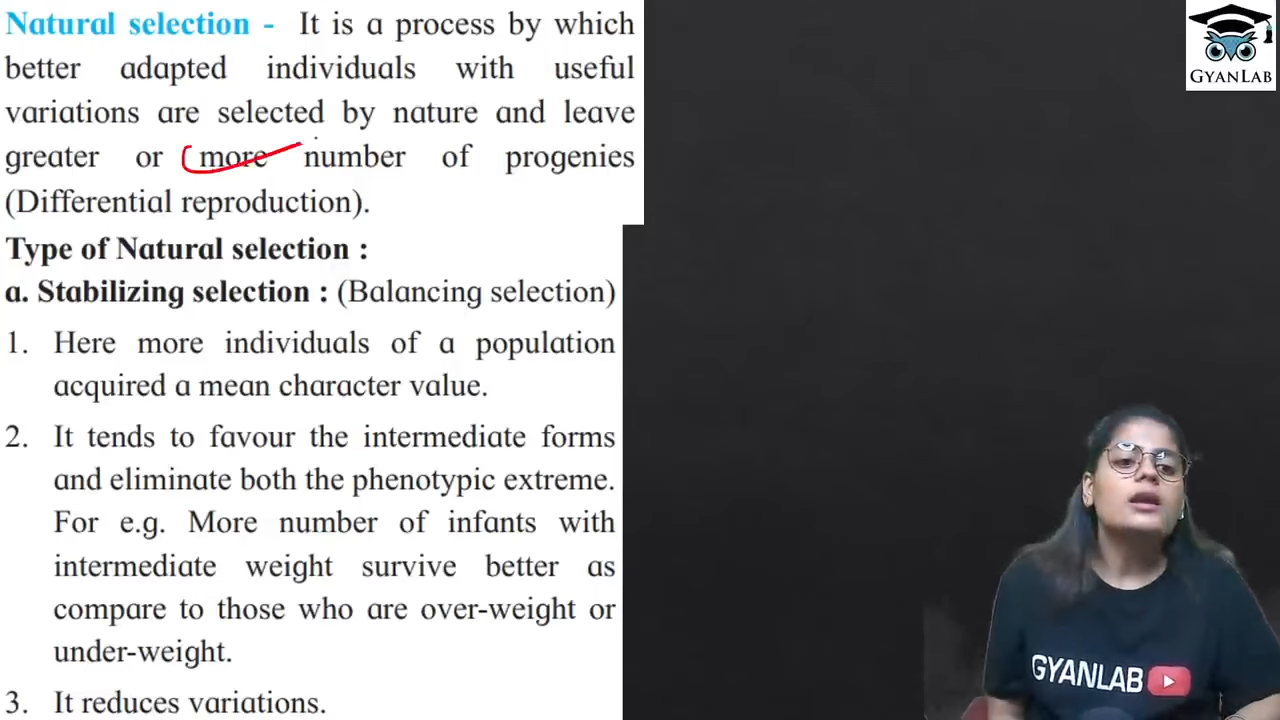 Natural selection - It is a process by which
better adapted individuals with useful
variations are selected by nature and leave
greater or more number of progenies
(Differential reproduction).
Type of Natural selection :
a. Stabilizing selection : (Balancing selection)
1. Here more individuals of a population
acquired a mean character value.
2. It tends to favour the intermediate forms
and eliminate both the phenotypic extreme.
For e.g. More number of infants with
intermediate weight survive better as
compare to those who are over-weight or
under-weight.
3. It reduces variations.
GYANLAB
GYANLAB